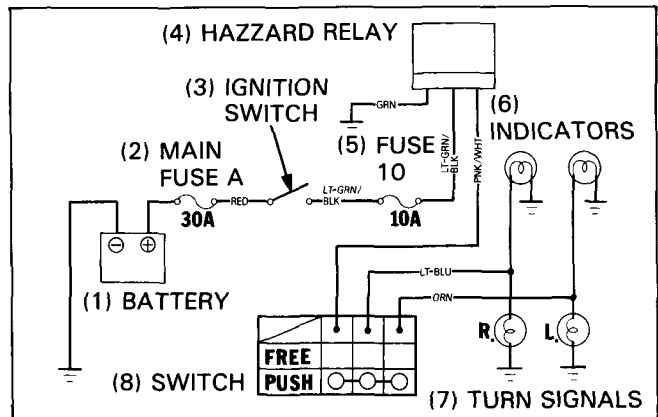 (4) HAZZARD RELAY
(3) IGNITION
SWITCH
GRN
(6)
INDICATORS
(5) FUSE
10
LT-GRN/
BLK
PNK/WHT
(2) MAIN
FUSE A
30A
RED
LT-GRN/
BLK
10A
(1) BATTERY
LT-BLU
ORN
R.
L.
FREE
PUSH
(8) SWITCH
(7) TURN SIGNALS